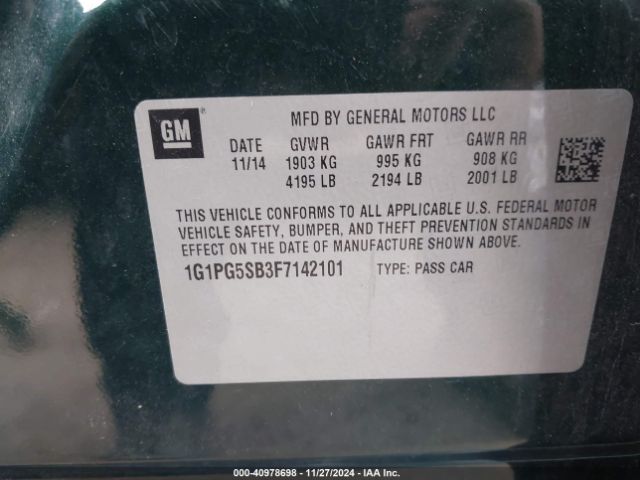 GM
MFD BY GENERAL MOTORS LLC
DATE GVWR GAWR FRT GAWR RR
11/14 1903 KG 995 KG 908 KG
4195 LB 2194 LB 2001 LB
THIS VEHICLE CONFORMS TO ALL APPLICABLE U.S. FEDERAL MOTOR
VEHICLE SAFETY, BUMPER, AND THEFT PREVENTION STANDARDS IN
EFFECT ON THE DATE OF MANUFACTURE SHOWN ABOVE.
1G1PG5SB3F7142101 TYPE: PASS CAR
000-40978698 - 11/27/2024 - IAA Inc.